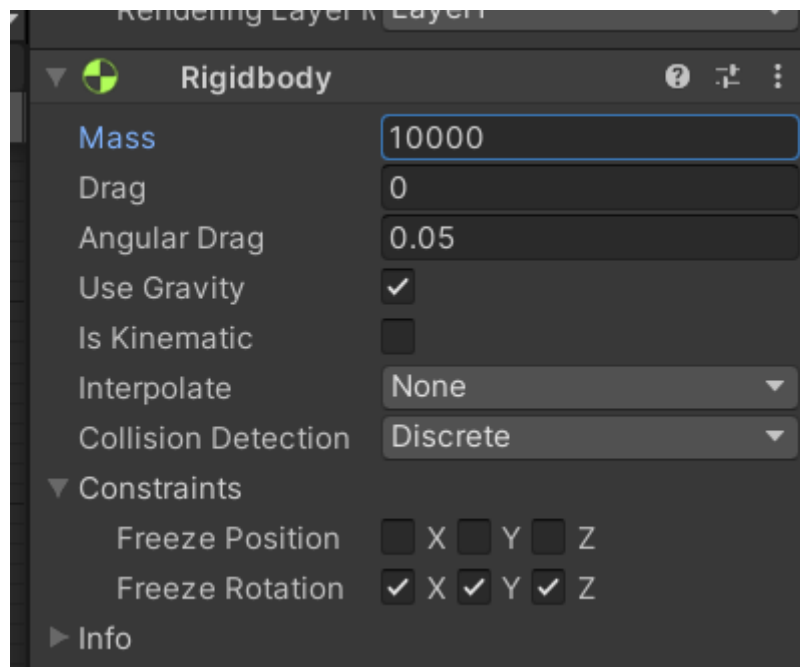 Rigidbody
Mass 10000
Drag 0
Angular Drag 0.05
Use Gravity
Is Kinematic
Interpolate None
Collision Detection Discrete
Constraints
Freeze Position X Y Z
Freeze Rotation X Y Z
Info